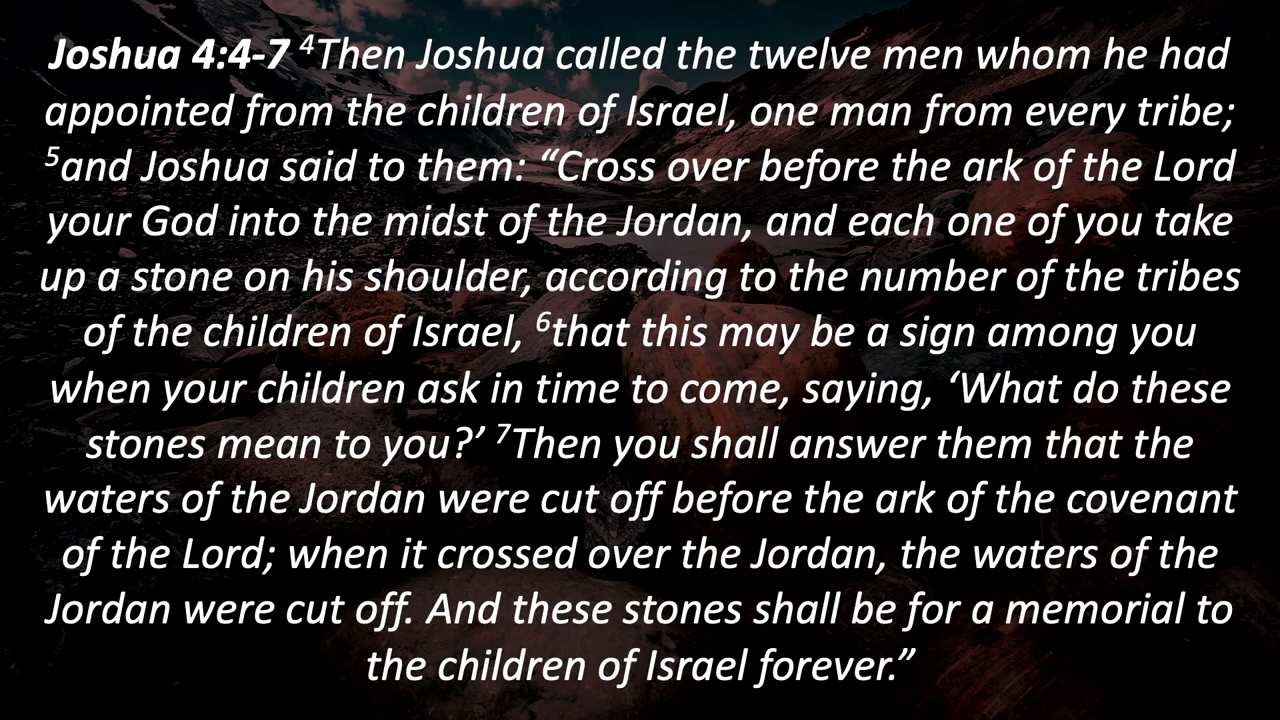 Joshua 4:4-7 ⁴Then Joshua called the twelve men whom he had
appointed from the children of Israel, one man from every tribe;
⁵and Joshua said to them: “Cross over before the ark of the Lord
your God into the midst of the Jordan, and each one of you take
up a stone on his shoulder, according to the number of the tribes
of the children of Israel, ⁶that this may be a sign among you
when your children ask in time to come, saying, ‘What do these
stones mean to you?’ ⁷Then you shall answer them that the
waters of the Jordan were cut off before the ark of the covenant
of the Lord; when it crossed over the Jordan, the waters of the
Jordan were cut off. And these stones shall be for a memorial to
the children of Israel forever.”